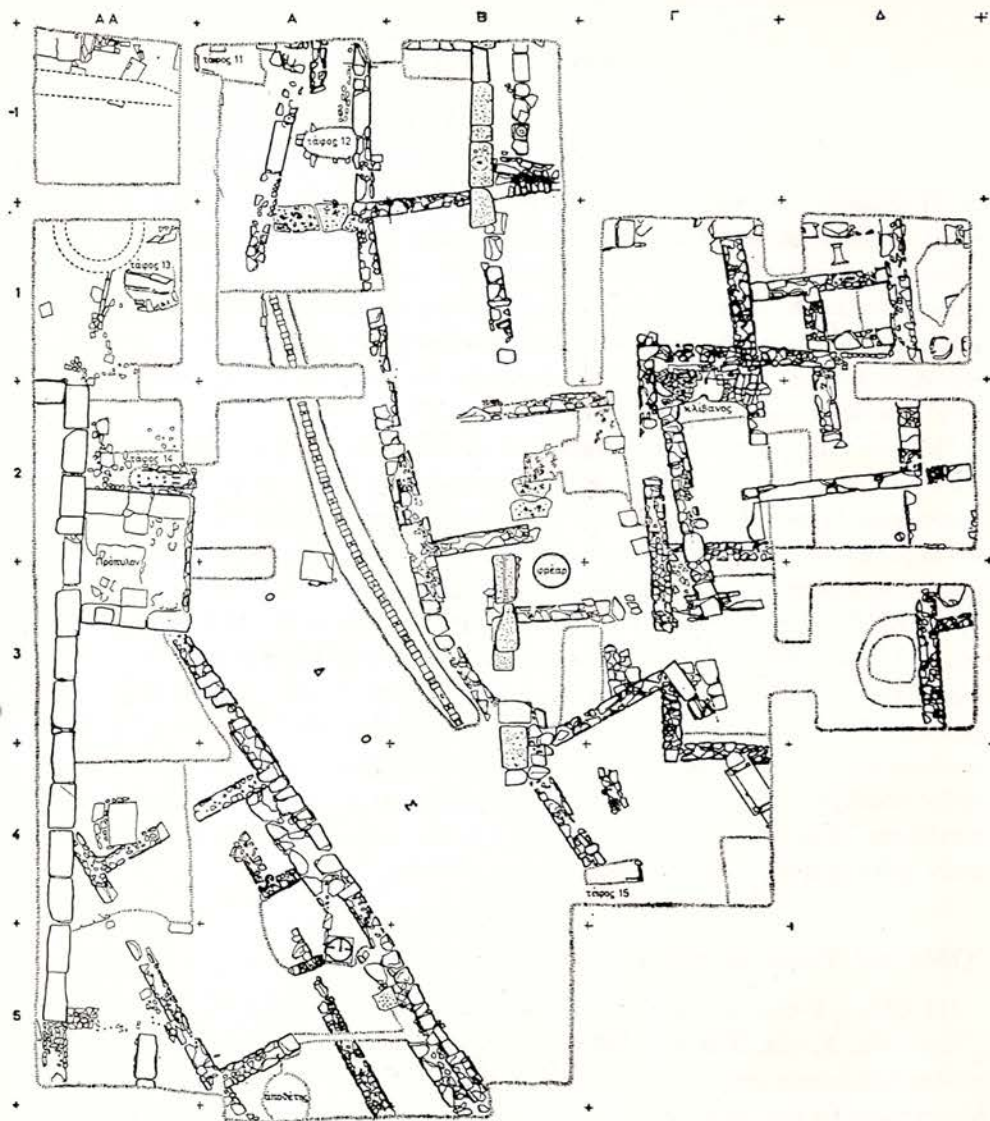 ΑΑ Α Β Γ Δ
τάφος 11
-1
τάφος 12
τάφος 13
1
κλίβανος
2
τάφος 14
Πρόπυλον
φρέαρ
3
Δ
Ρ
Ο
Μ
Ο
Σ
4
τάφος 15
5
ἀποθέτης